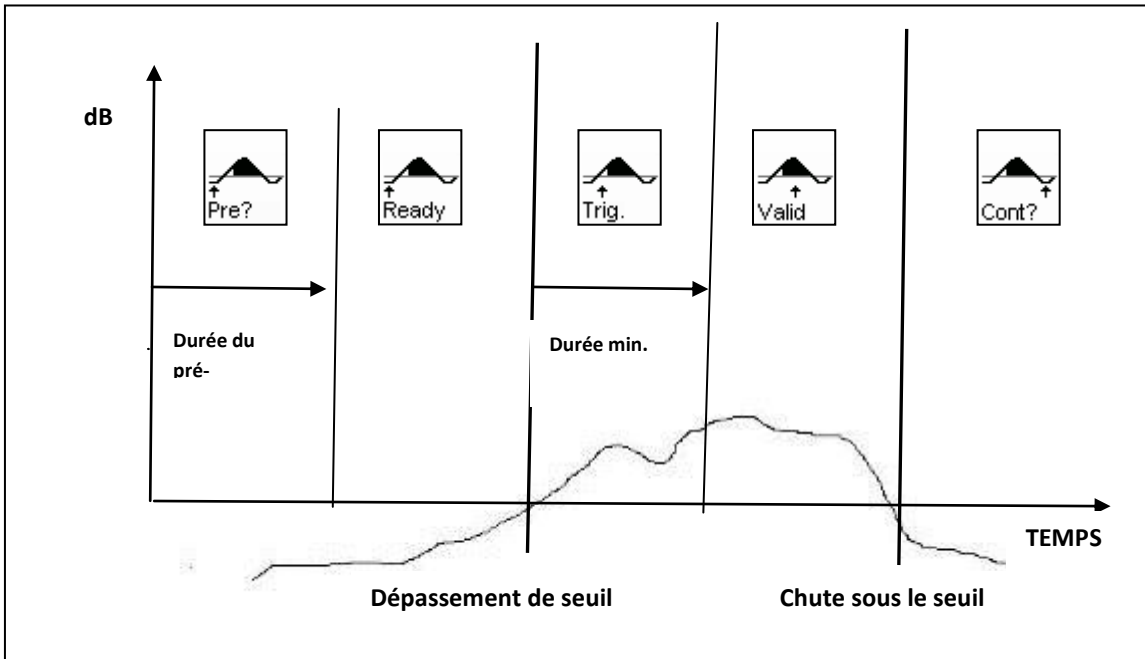 dB
Pre?
Ready
Trig.
Valid
Cont?
Durée du
pré-
Durée min.
TEMPS
Dépassement de seuil
Chute sous le seuil